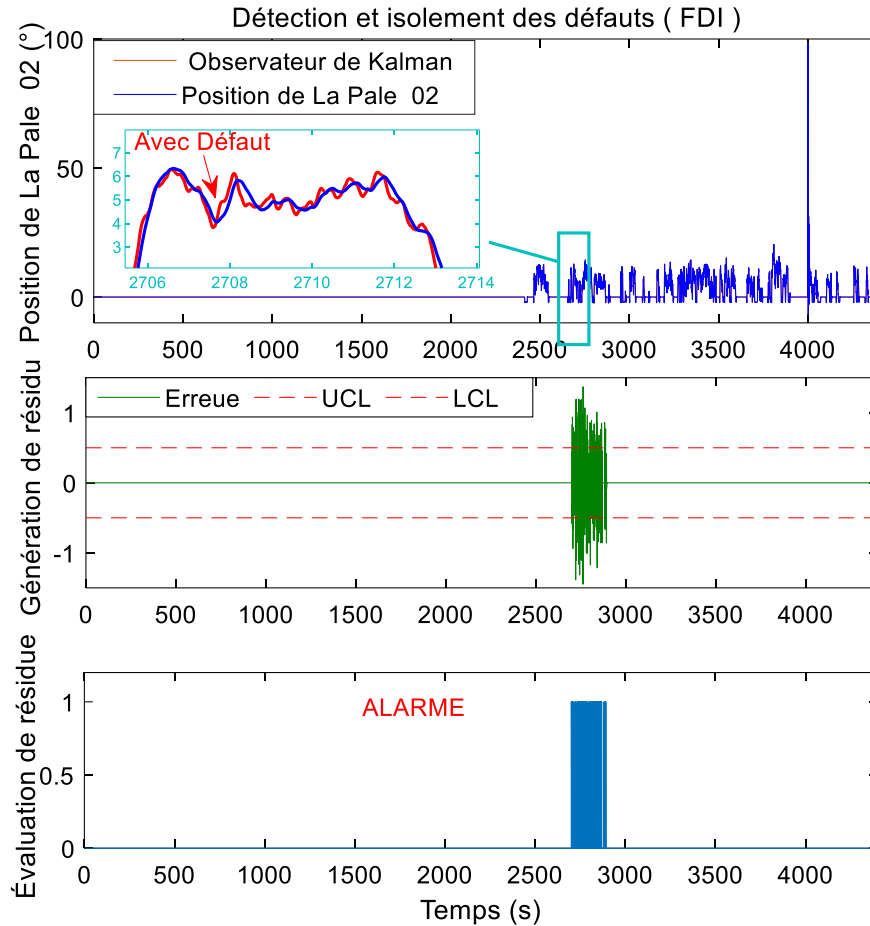 Détection et isolement des défauts ( FDI )
Position de La Pale 02 (°)
100
50
0
Observateur de Kalman
Position de La Pale 02
Avec Défaut
7
6
5
4
3
2706 2708 2710 2712 2714
0 500 1000 1500 2000 2500 3000 3500 4000
Génération de résidu
1
0
-1
Erreue UCL LCL
0 500 1000 1500 2000 2500 3000 3500 4000
Évaluation de résidue
1
0.5
0
ALARME
0 500 1000 1500 2000 2500 3000 3500 4000
Temps (s)